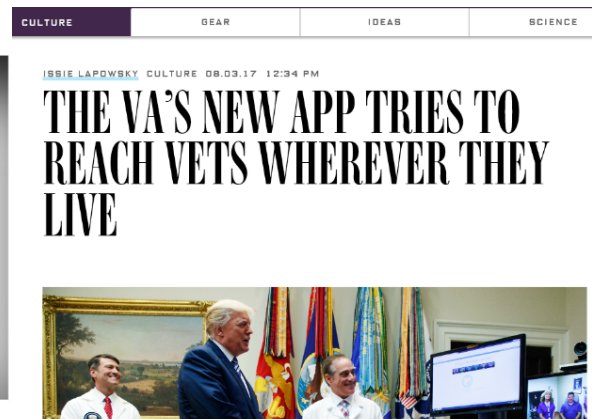 CULTURE GEAR IDEAS SCIENCE
ISSIE LAPOWSKY CULTURE 08.03.17 12:34 PM
THE VA'S NEW APP TRIES TO
REACH VETS WHEREVER THEY
LIVE